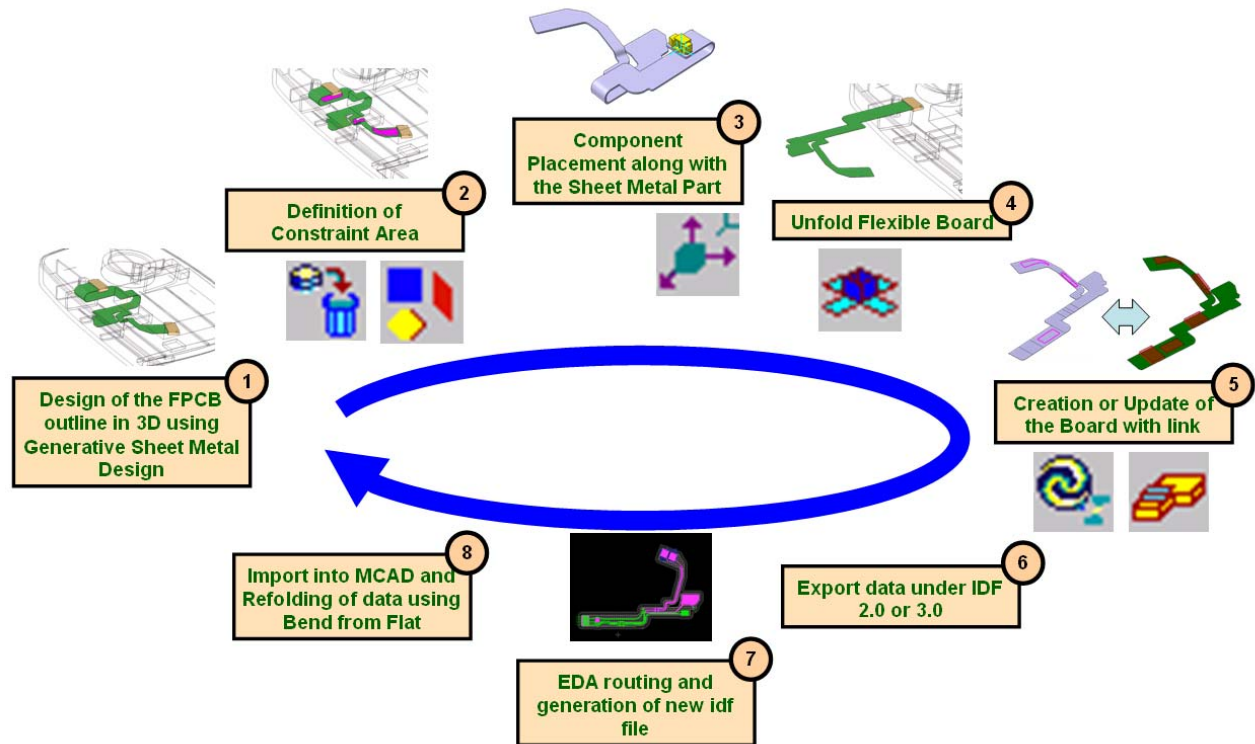 1
Design of the FPCB
outline in 3D using
Generative Sheet Metal
Design
2
Definition of
Constraint Area
3
Component
Placement along with
the Sheet Metal Part
4
Unfold Flexible Board
5
Creation or Update of
the Board with link
6
Export data under IDF
2.0 or 3.0
7
EDA routing and
generation of new idf
file
8
Import into MCAD and
Refolding of data using
Bend from Flat